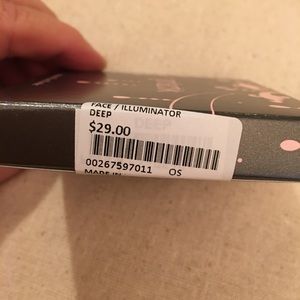 FACE / ILLUMINATOR
DEEP
$29.00
00267597011 OS
MADE IN